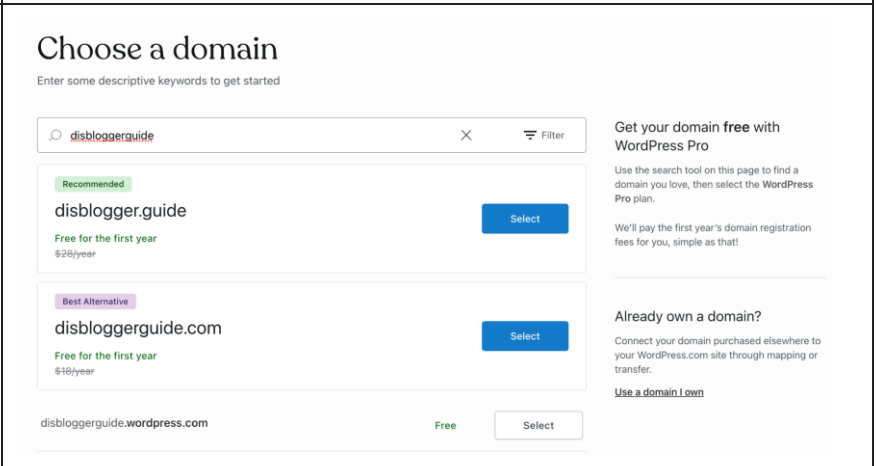 Choose a domain
Enter some descriptive keywords to get started
disbloggerguide
Filter
Recommended
disblogger.guide
Free for the first year
$28/year
Select
Best Alternative
disbloggerguide.com
Free for the first year
$18/year
Select
disbloggerguide.wordpress.com
Free
Select
Get your domain free with
WordPress Pro
Use the search tool on this page to find a
domain you love, then select the WordPress
Pro plan.
We'll pay the first year's domain registration
fees for you, simple as that!
Already own a domain?
Connect your domain purchased elsewhere to
your WordPress.com site through mapping or
transfer.
Use a domain I own